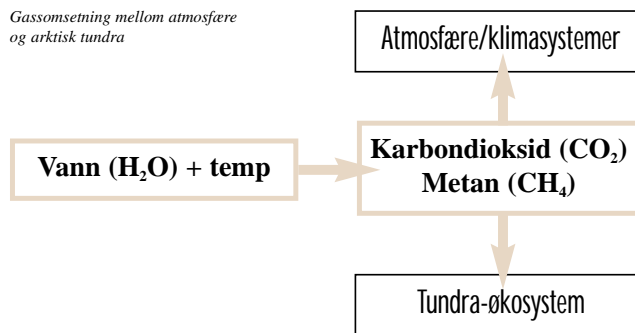 Gassomsetning mellom atmosfære
og arktisk tundra
Atmosfære/klimasystemer
Vann (H₂O) + temp
Karbondioksid (CO₂)
Metan (CH₄)
Tundra-økosystem